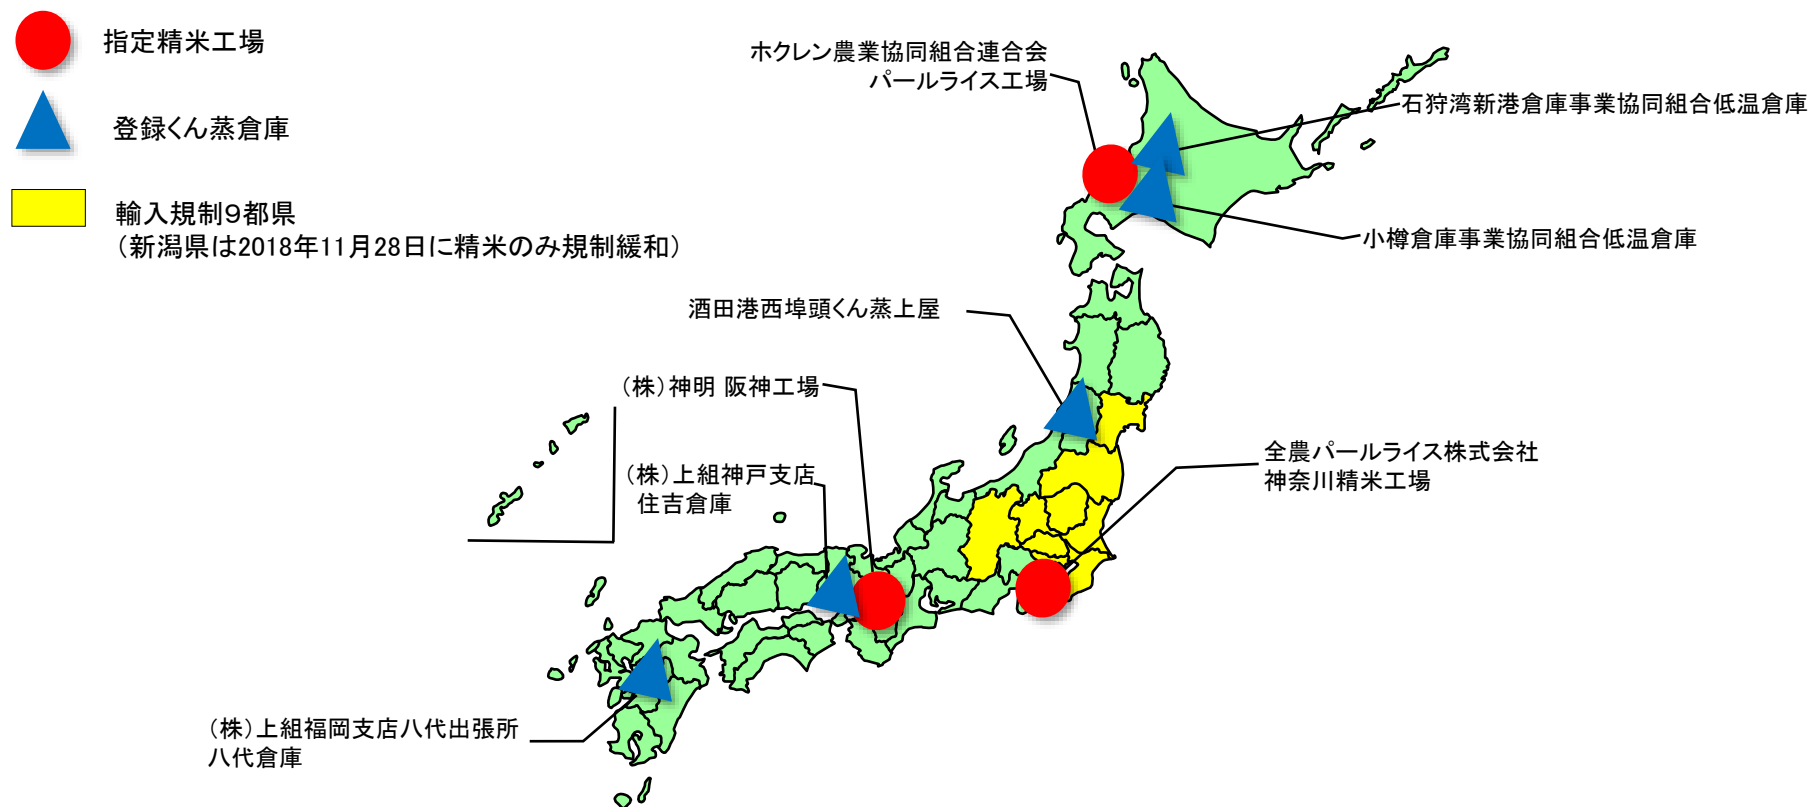 指定精米工場
登録くん蒸倉庫
輸入規制9都県
（新潟県は2018年11月28日に精米のみ規制緩和）
ホクレン農業協同組合連合会
パールライス工場
石狩湾新港倉庫事業協同組合低温倉庫
小樽倉庫事業協同組合低温倉庫
酒田港西埠頭くん蒸上屋
（株）神明 阪神工場
（株）上組神戸支店
住吉倉庫
全農パールライス株式会社
神奈川精米工場
（株）上組福岡支店八代出張所
八代倉庫